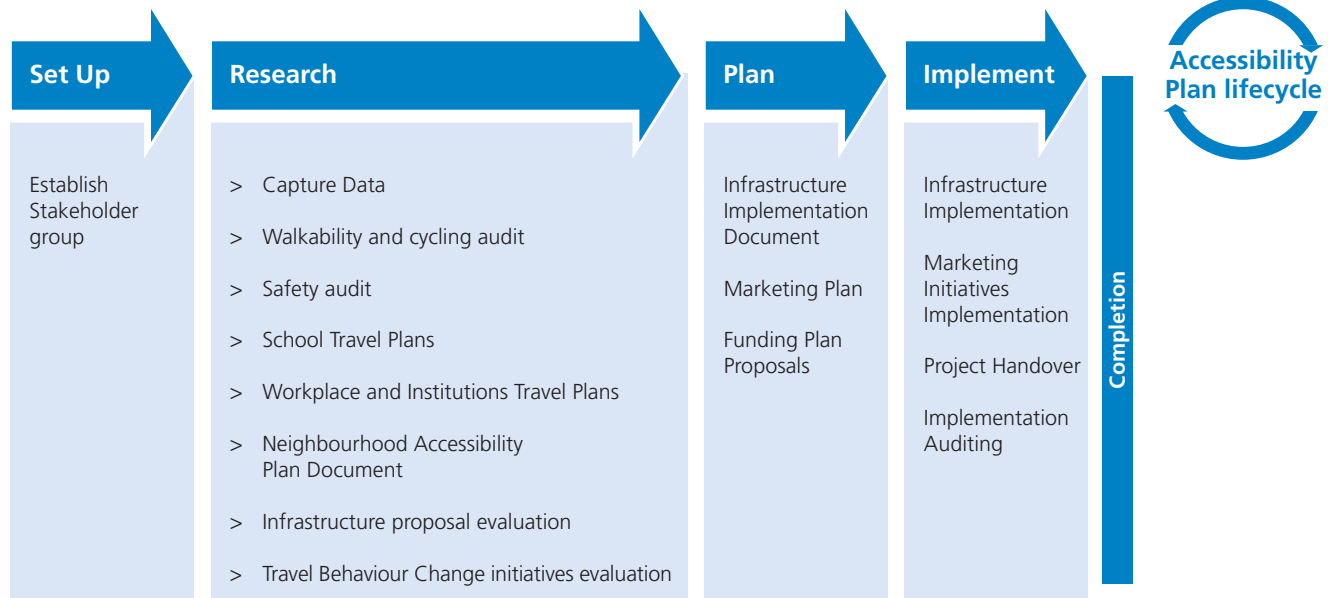 Set Up
Establish
Stakeholder
group
Research
> Capture Data
> Walkability and cycling audit
> Safety audit
> School Travel Plans
> Workplace and Institutions Travel Plans
> Neighbourhood Accessibility
Plan Document
> Infrastructure proposal evaluation
> Travel Behaviour Change initiatives evaluation
Plan
Infrastructure
Implementation
Document
Marketing Plan
Funding Plan
Proposals
Implement
Infrastructure
Implementation
Marketing
Initiatives
Implementation
Project Handover
Implementation
Auditing
Completion
Accessibility
Plan lifecycle